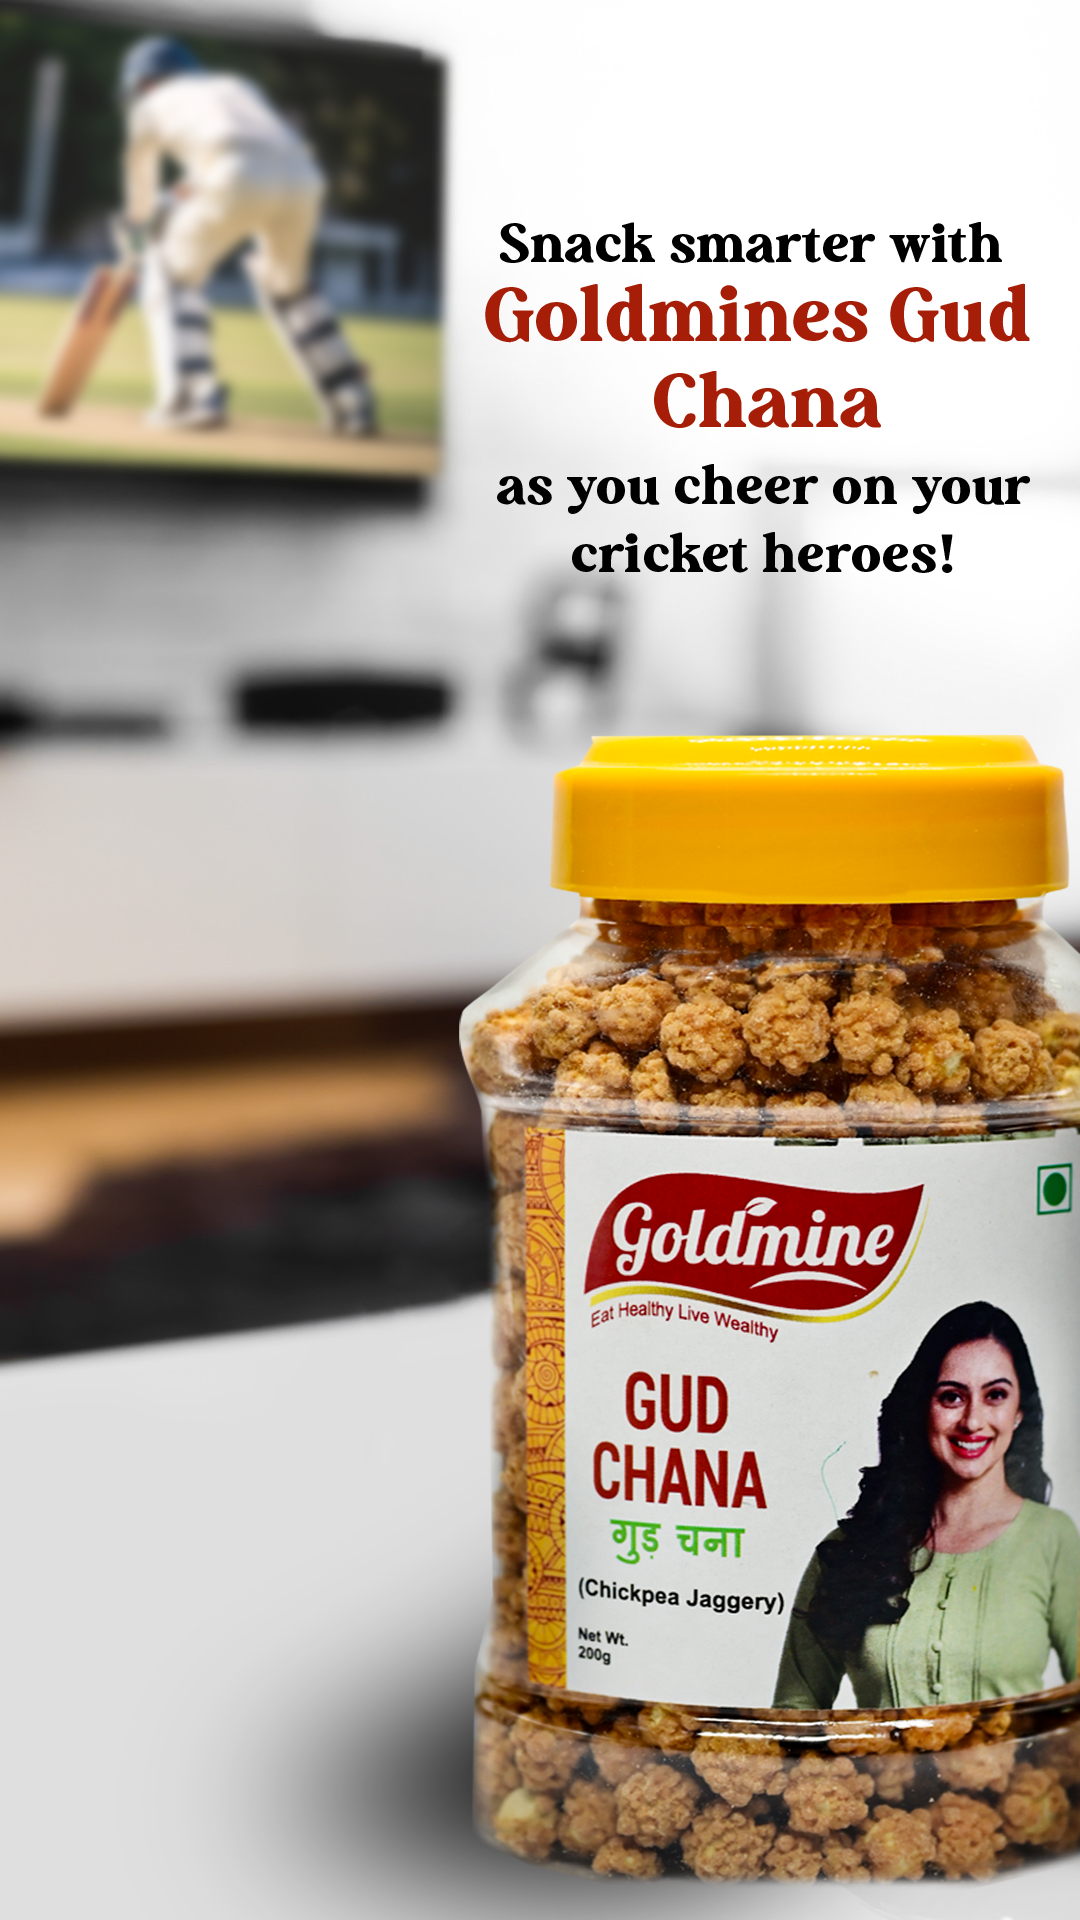 Snack smarter with
Goldmines Gud
Chana
as you cheer on your
cricket heroes!
Goldmine
Eat Healthy Live Wealthy
GUD
CHANA
गुड़ चना
(Chickpea Jaggery)
Net Wt.
200g